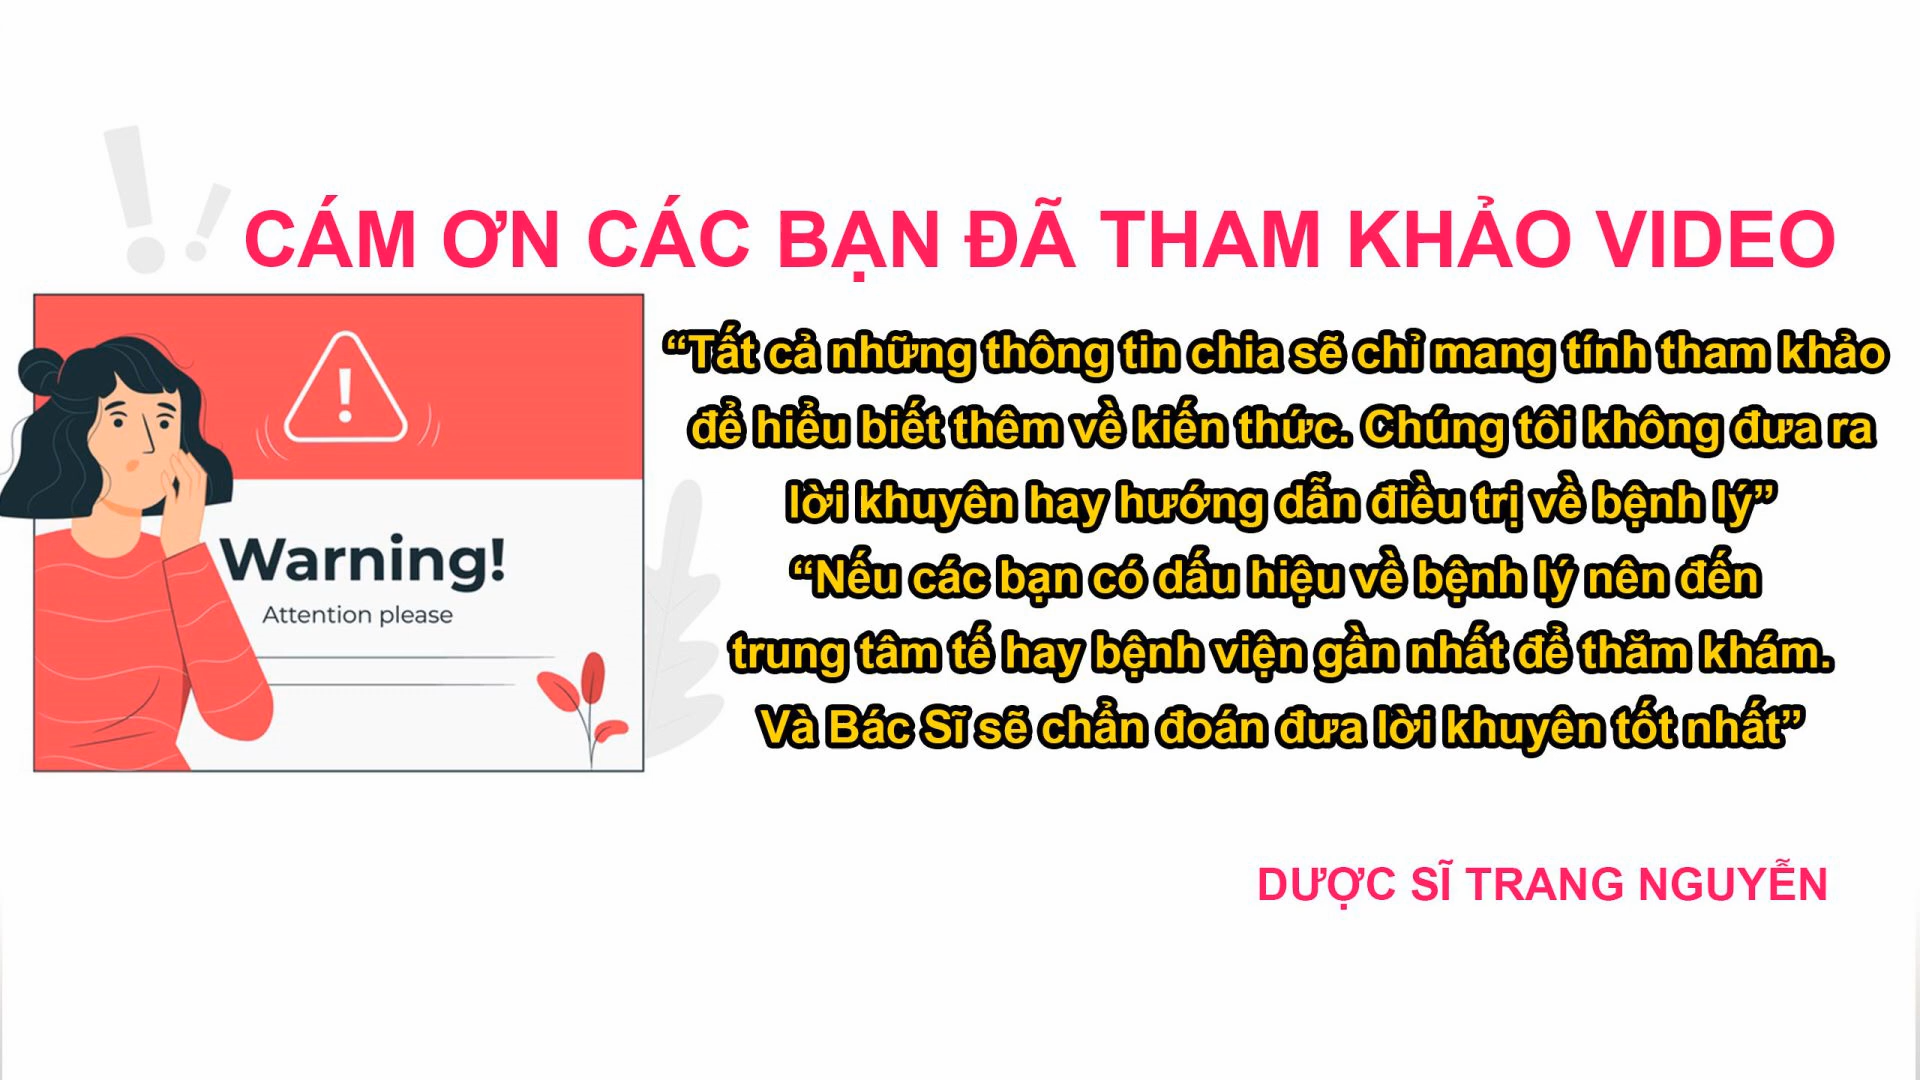 CÁM ƠN CÁC BẠN ĐÃ THAM KHẢO VIDEO
Warning!
Attention please
“Tất cả những thông tin chia sẽ chỉ mang tính tham khảo
để hiểu biết thêm về kiến thức. Chúng tôi không đưa ra
lời khuyên hay hướng dẫn điều trị về bệnh lý”
“Nếu các bạn có dấu hiệu về bệnh lý nên đến
trung tâm tế hay bệnh viện gần nhất để thăm khám.
Và Bác Sĩ sẽ chẩn đoán đưa lời khuyên tốt nhất”
DƯỢC SĨ TRANG NGUYỄN